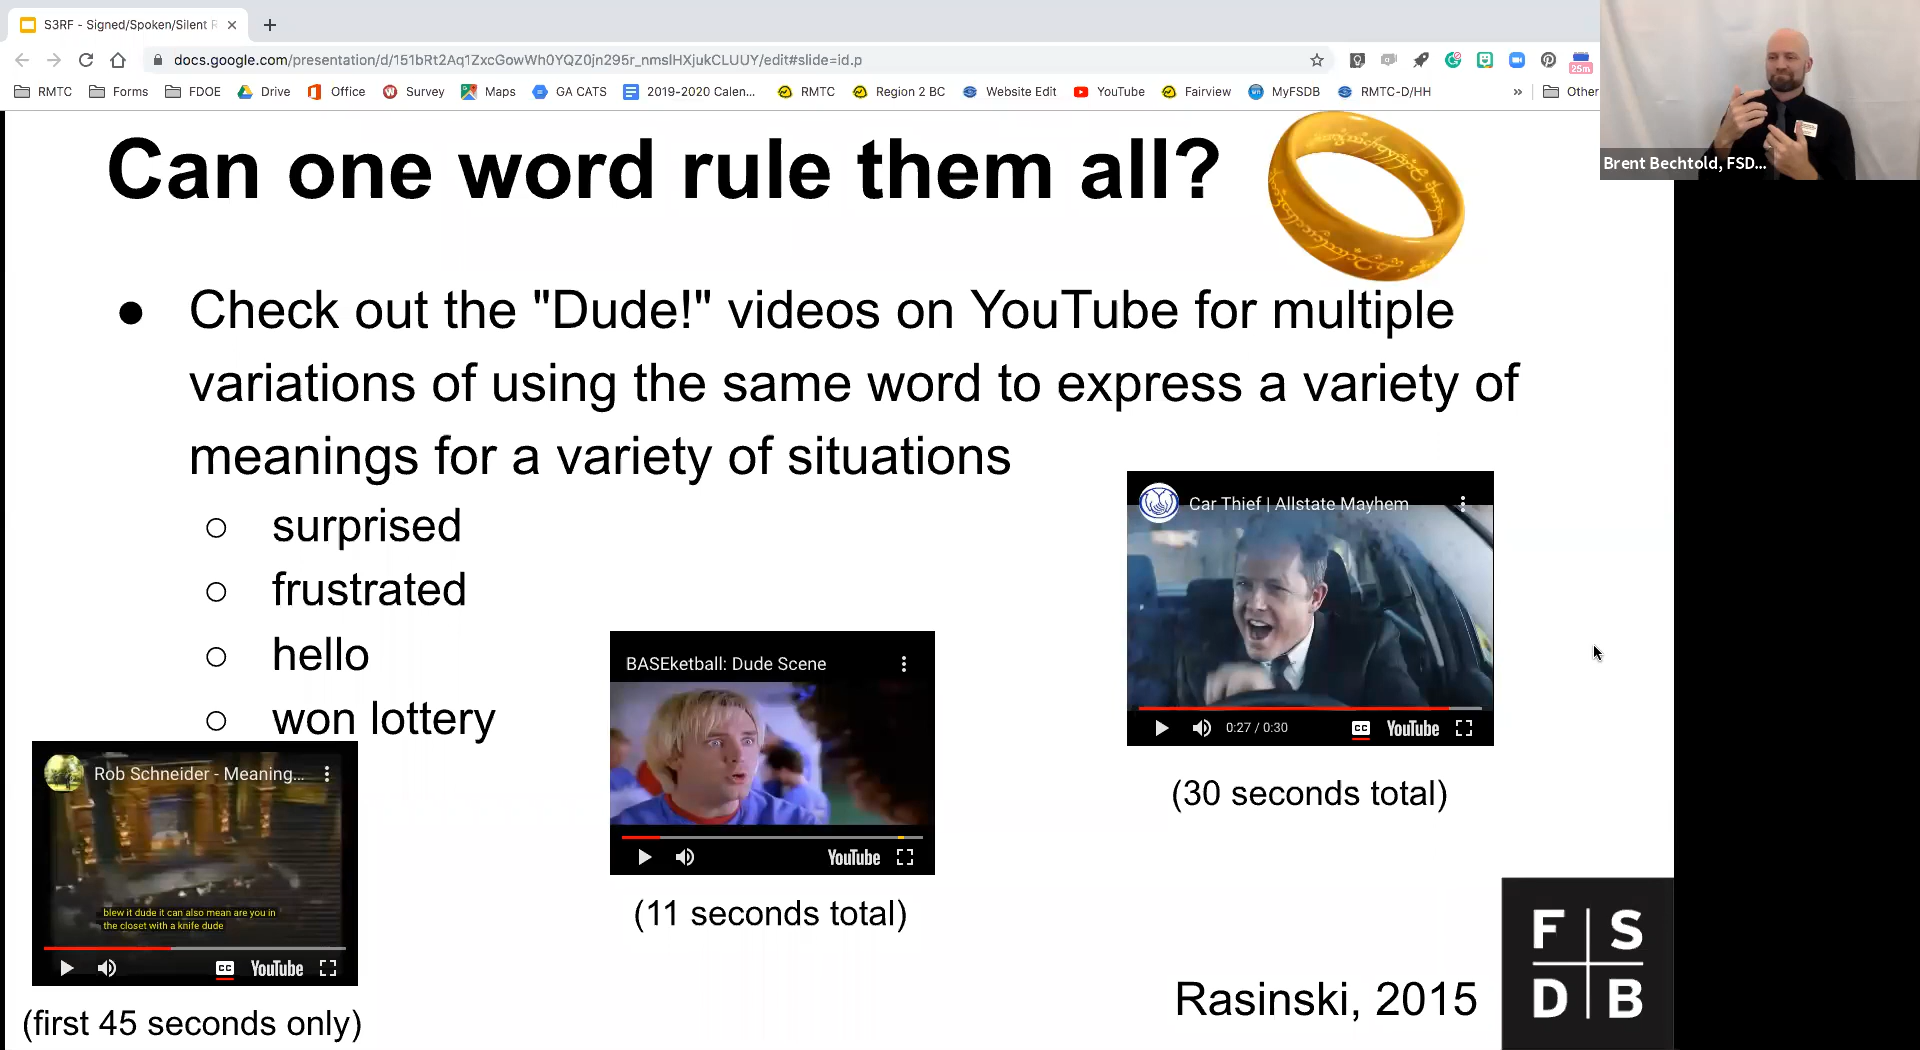 S3RF - Signed/Spoken/Silent R
docs.google.com/presentation/d/151bRt2Aq1ZxcGowWh0YQZ0jn295r_nmslHXjukCLUUY/edit#slide=id.p
25m
RMTC Forms FDOE Drive Office Survey Maps GA CATS 2019-2020 Calen... RMTC Region 2 BC Website Edit YouTube Fairview MyFSDB RMTC-D/HH » Other
Brent Bechtold, FSD...
Can one word rule them all?
● Check out the "Dude!" videos on YouTube for multiple
variations of using the same word to express a variety of
meanings for a variety of situations
○ surprised
○ frustrated
○ hello
○ won lottery
Car Thief | Allstate Mayhem
0:27 / 0:30
CC
YouTube
(30 seconds total)
BASEketball: Dude Scene
YouTube
(11 seconds total)
Rob Schneider - Meaning...
blew it dude it can also mean are you in
the closet with a knife dude
CC
YouTube
(first 45 seconds only)
Rasinski, 2015
F S
D B